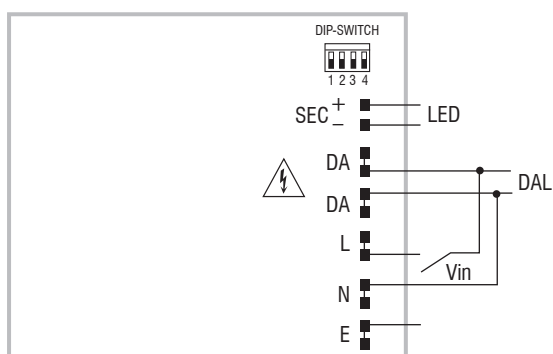 DIP-SWITCH
1 2 3 4
SEC + −
LED
DA
DAL
DA
L
Vin
N
E